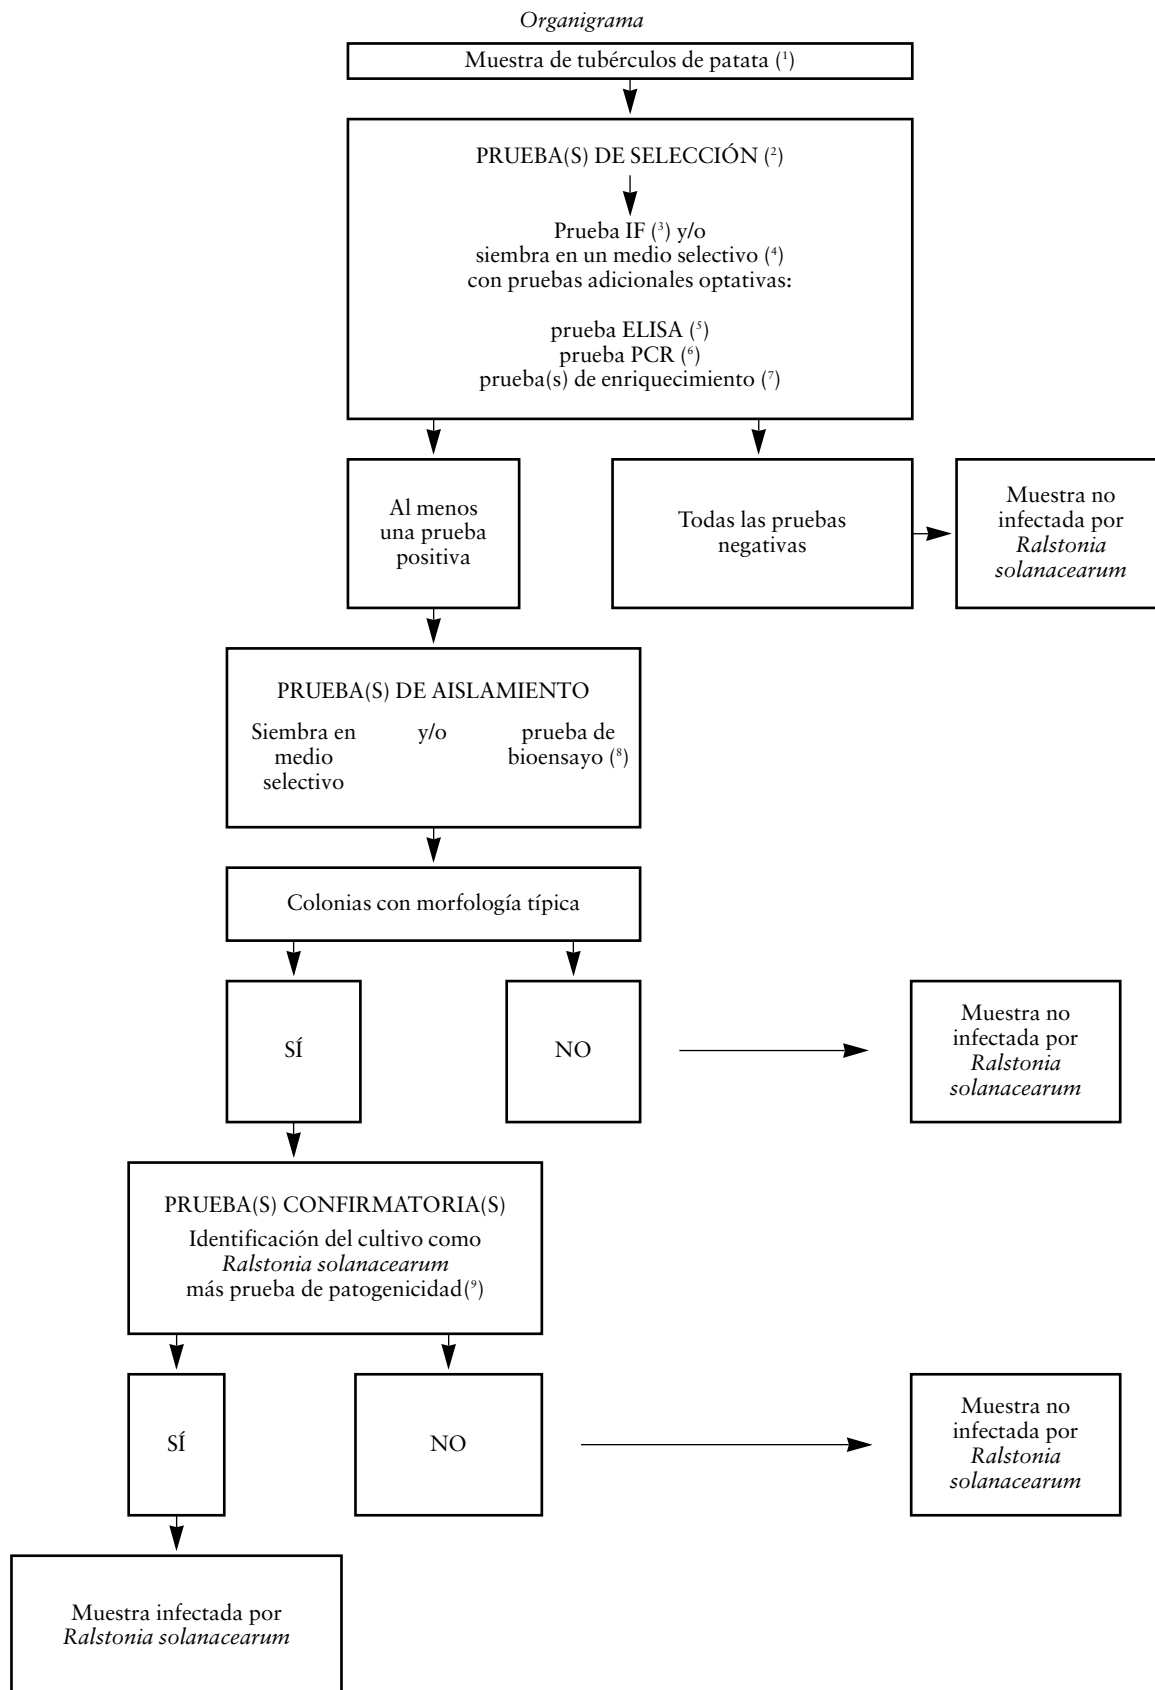 Organigrama
Muestra de tubérculos de patata (¹)
PRUEBA(S) DE SELECCIÓN (²)
Prueba IF (³) y/o
siembra en un medio selectivo (⁴)
con pruebas adicionales optativas:
prueba ELISA (⁵)
prueba PCR (⁶)
prueba(s) de enriquecimiento (⁷)
Al menos
una prueba
positiva
Todas las pruebas
negativas
Muestra no
infectada por
Ralstonia
solanacearum
PRUEBA(S) DE AISLAMIENTO
Siembra en
medio
selectivo
y/o
prueba de
bioensayo (⁸)
Colonias con morfología típica
SÍ
NO
Muestra no
infectada por
Ralstonia
solanacearum
PRUEBA(S) CONFIRMATORIA(S)
Identificación del cultivo como
Ralstonia solanacearum
más prueba de patogenicidad(⁹)
SÍ
NO
Muestra no
infectada por
Ralstonia
solanacearum
Muestra infectada por
Ralstonia solanacearum